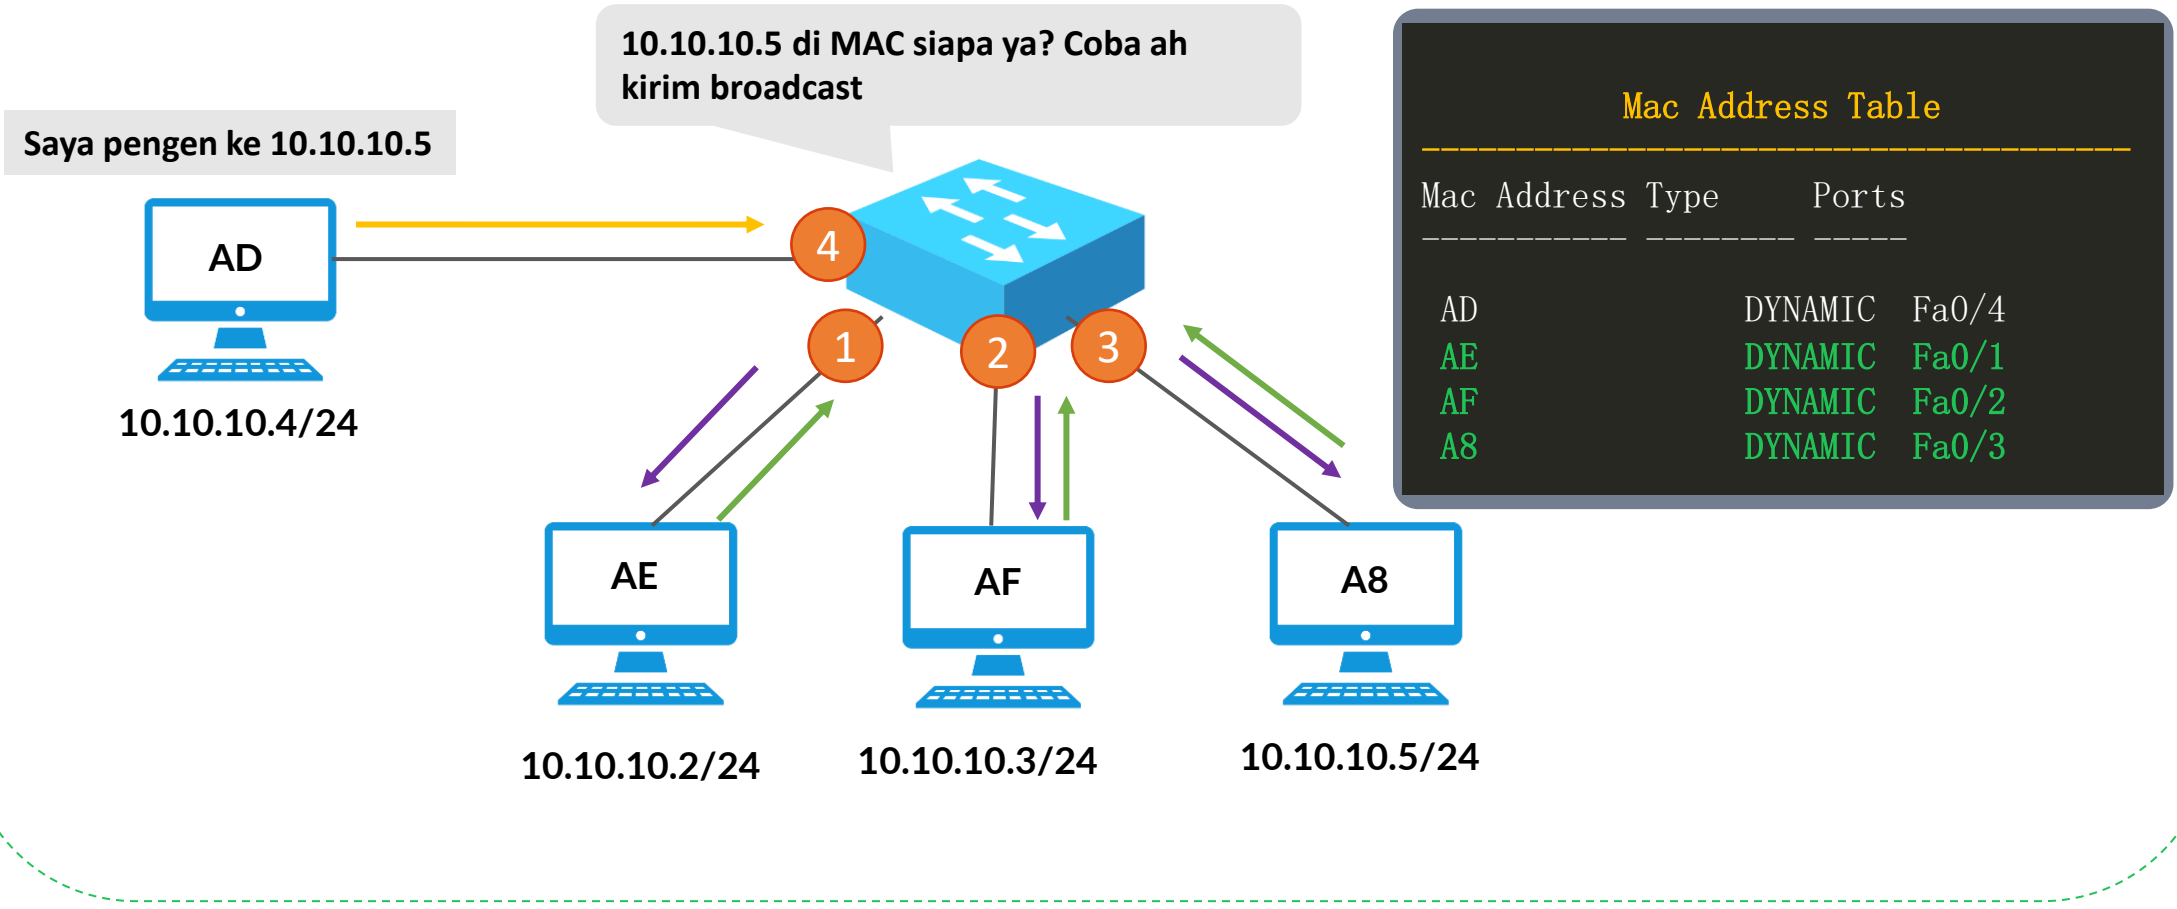 10.10.10.5 di MAC siapa ya? Coba ah
kirim broadcast
Saya pengen ke 10.10.10.5
AD
10.10.10.4/24
4
1
2
3
AE
10.10.10.2/24
AF
10.10.10.3/24
A8
10.10.10.5/24
Mac Address Table
--------------------------------------
Mac Address Type Ports
----------- -------- -----
AD DYNAMIC Fa0/4
AE DYNAMIC Fa0/1
AF DYNAMIC Fa0/2
A8 DYNAMIC Fa0/3